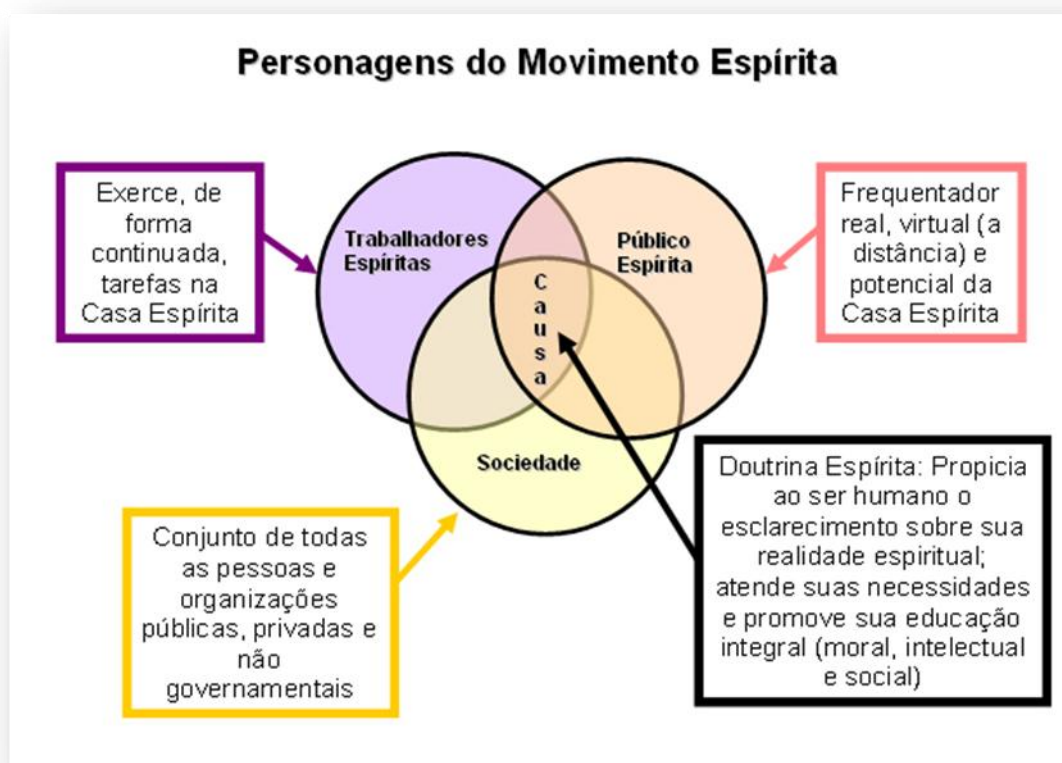 Personagens do Movimento Espírita
Exerce, de
forma
continuada,
tarefas na
Casa Espírita
Trabalhadores
Espíritas
Público
Espírita
Frequentador
real, virtual (a
distância) e
potencial da
Casa Espírita
C
a
u
s
a
Sociedade
Conjunto de todas
as pessoas e
organizações
públicas, privadas e
não
governamentais
Doutrina Espírita: Propicia
ao ser humano o
esclarecimento sobre sua
realidade espiritual;
atende suas necessidades
e promove sua educação
integral (moral, intelectual
e social)